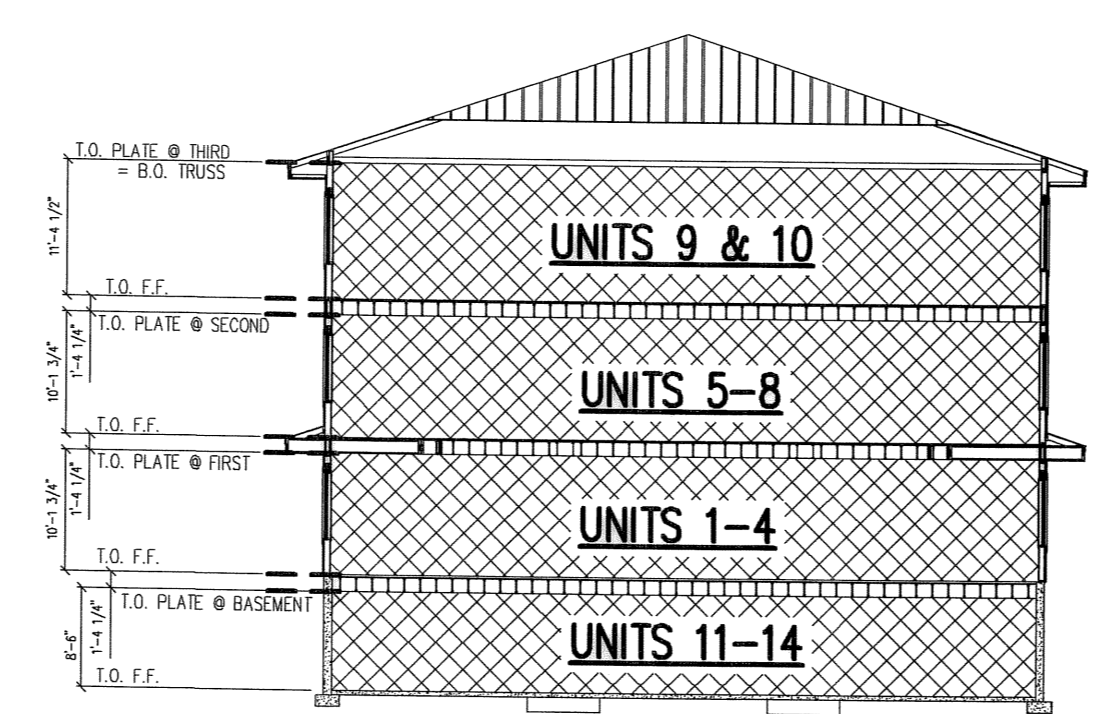 T.O. PLATE @ THIRD
= B.O. TRUSS
11'-4 1/2"
UNITS 9 & 10
T.O. F.F.
T.O. PLATE @ SECOND
10'-1 3/4"
1'-4 1/4"
UNITS 5-8
T.O. F.F.
T.O. PLATE @ FIRST
10'-1 3/4"
1'-4 1/4"
UNITS 1-4
T.O. F.F.
T.O. PLATE @ BASEMENT
8'-6"
1'-4 1/4"
UNITS 11-14
T.O. F.F.